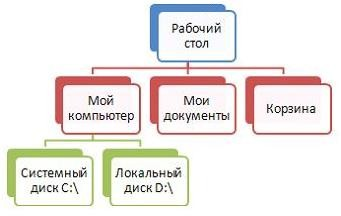 Рабочий
стол
Мой
компьютер
Мои
документы
Корзина
Системный
диск C:\
Локальный
диск D:\